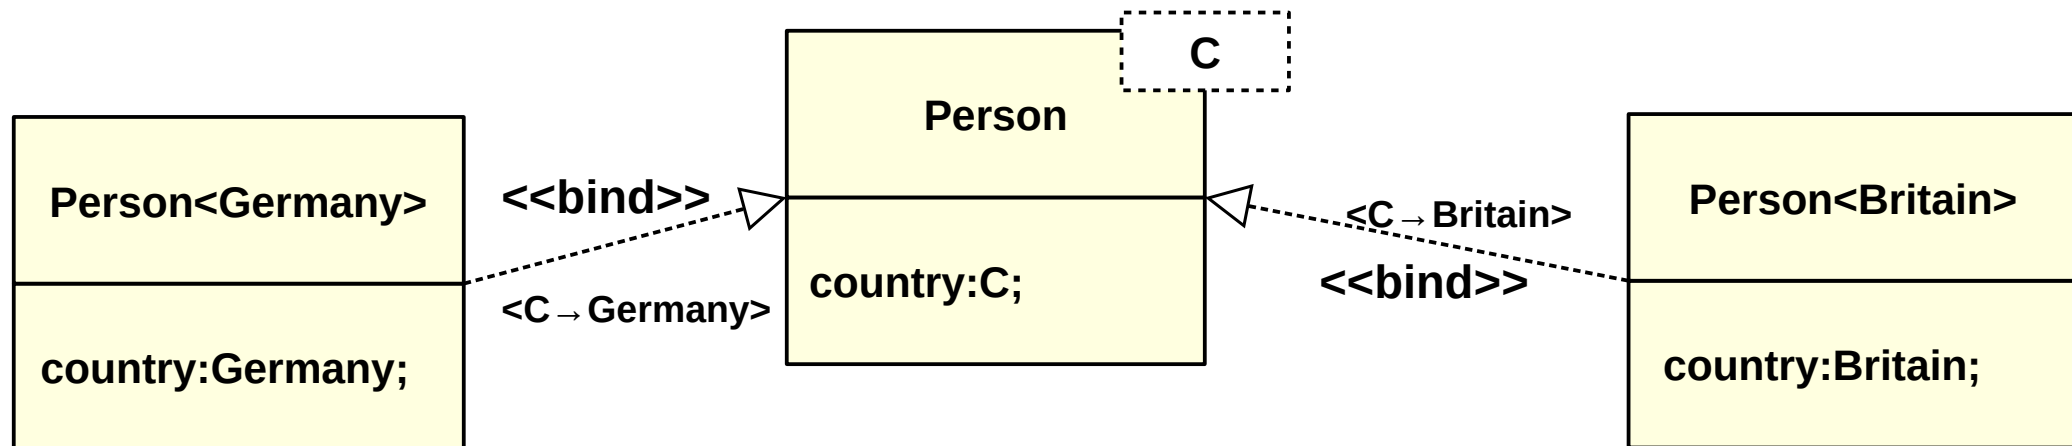 C
Person
country:C;
Person<Germany>
country:Germany;
<<bind>>
<C→Germany>
<C→Britain>
<<bind>>
Person<Britain>
country:Britain;